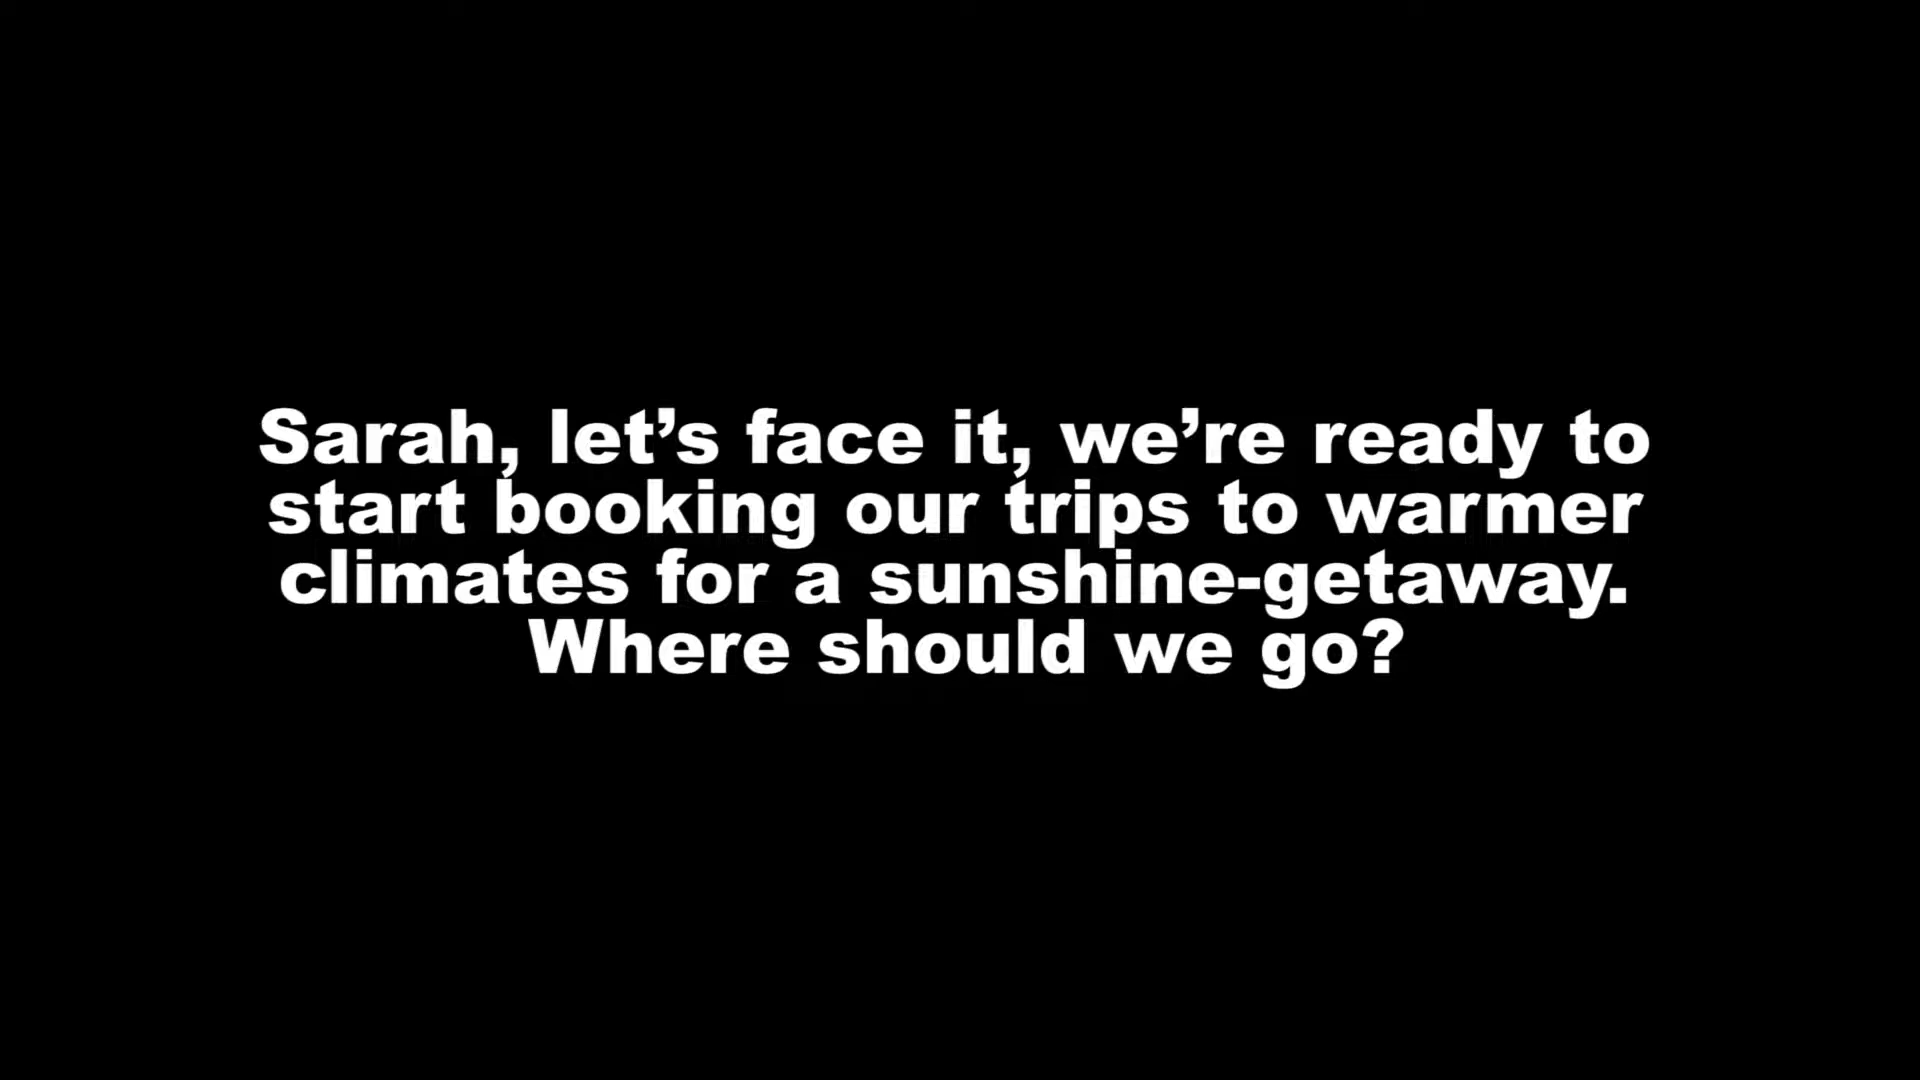 Sarah, let’s face it, we’re ready to
start booking our trips to warmer
climates for a sunshine-getaway.
Where should we go?